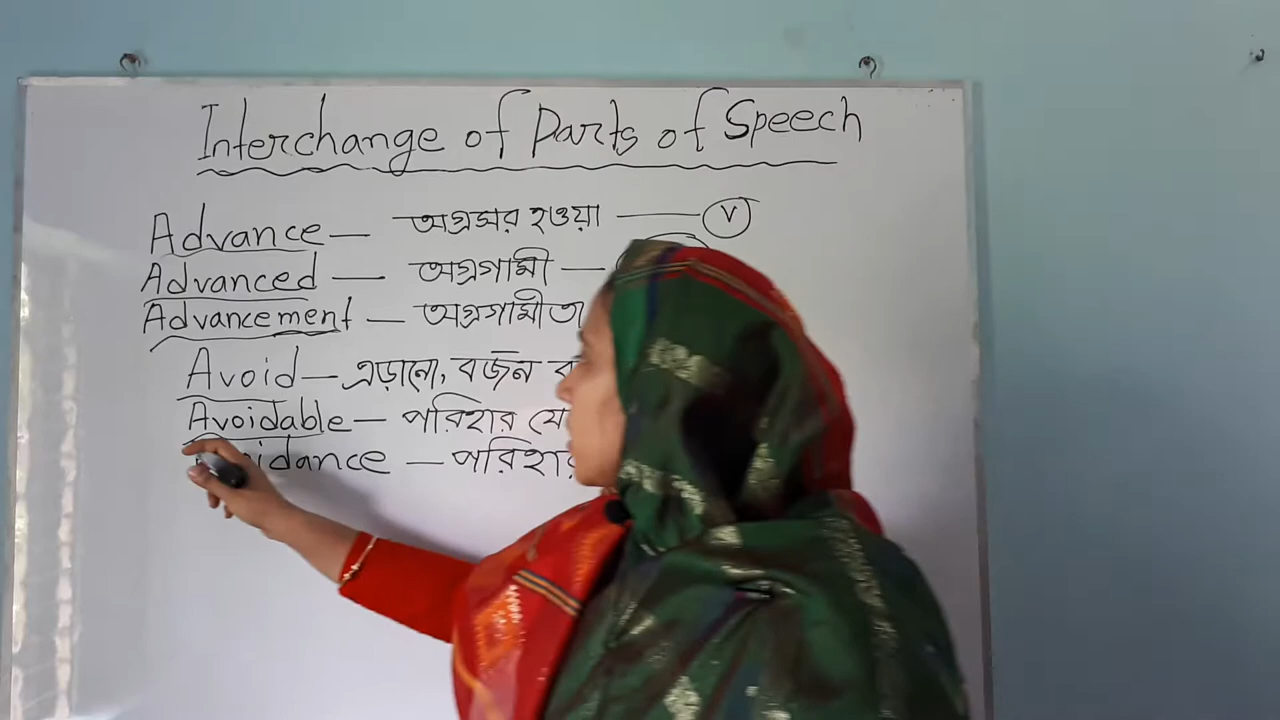 Interchange of Parts of Speech
Advance — অগ্রসর হওয়া — V
Advanced — অগ্রগামী —
Advancement — অগ্রগামীতা
Avoid — এড়ানো, বর্জন
Avoidable — পরিহার
— পরিহার